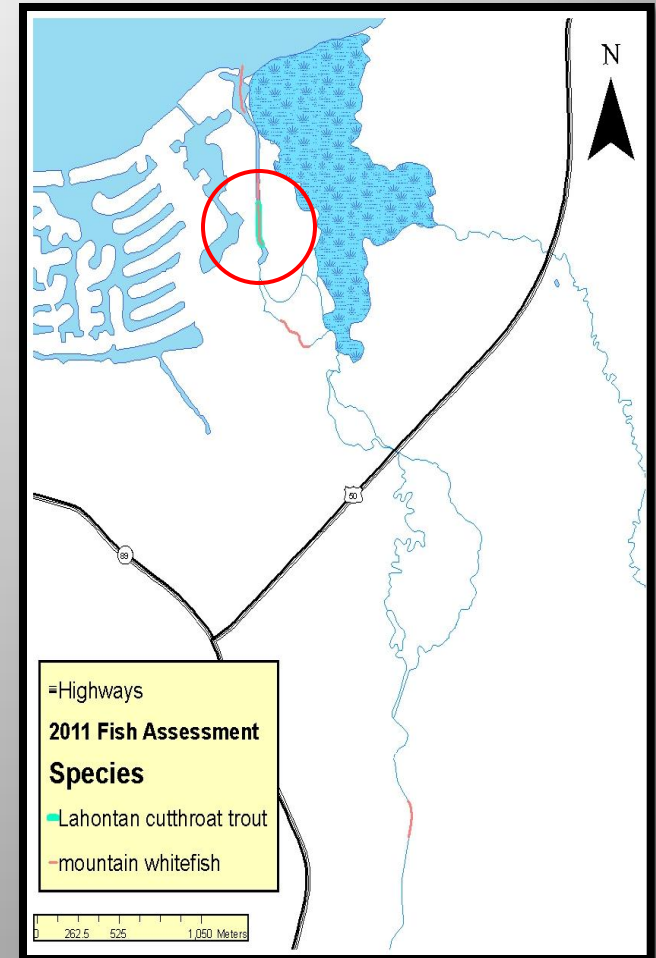 N
50
89
Highways
2011 Fish Assessment
Species
Lahontan cutthroat trout
mountain whitefish
0 262.5 525 1,050 Meters